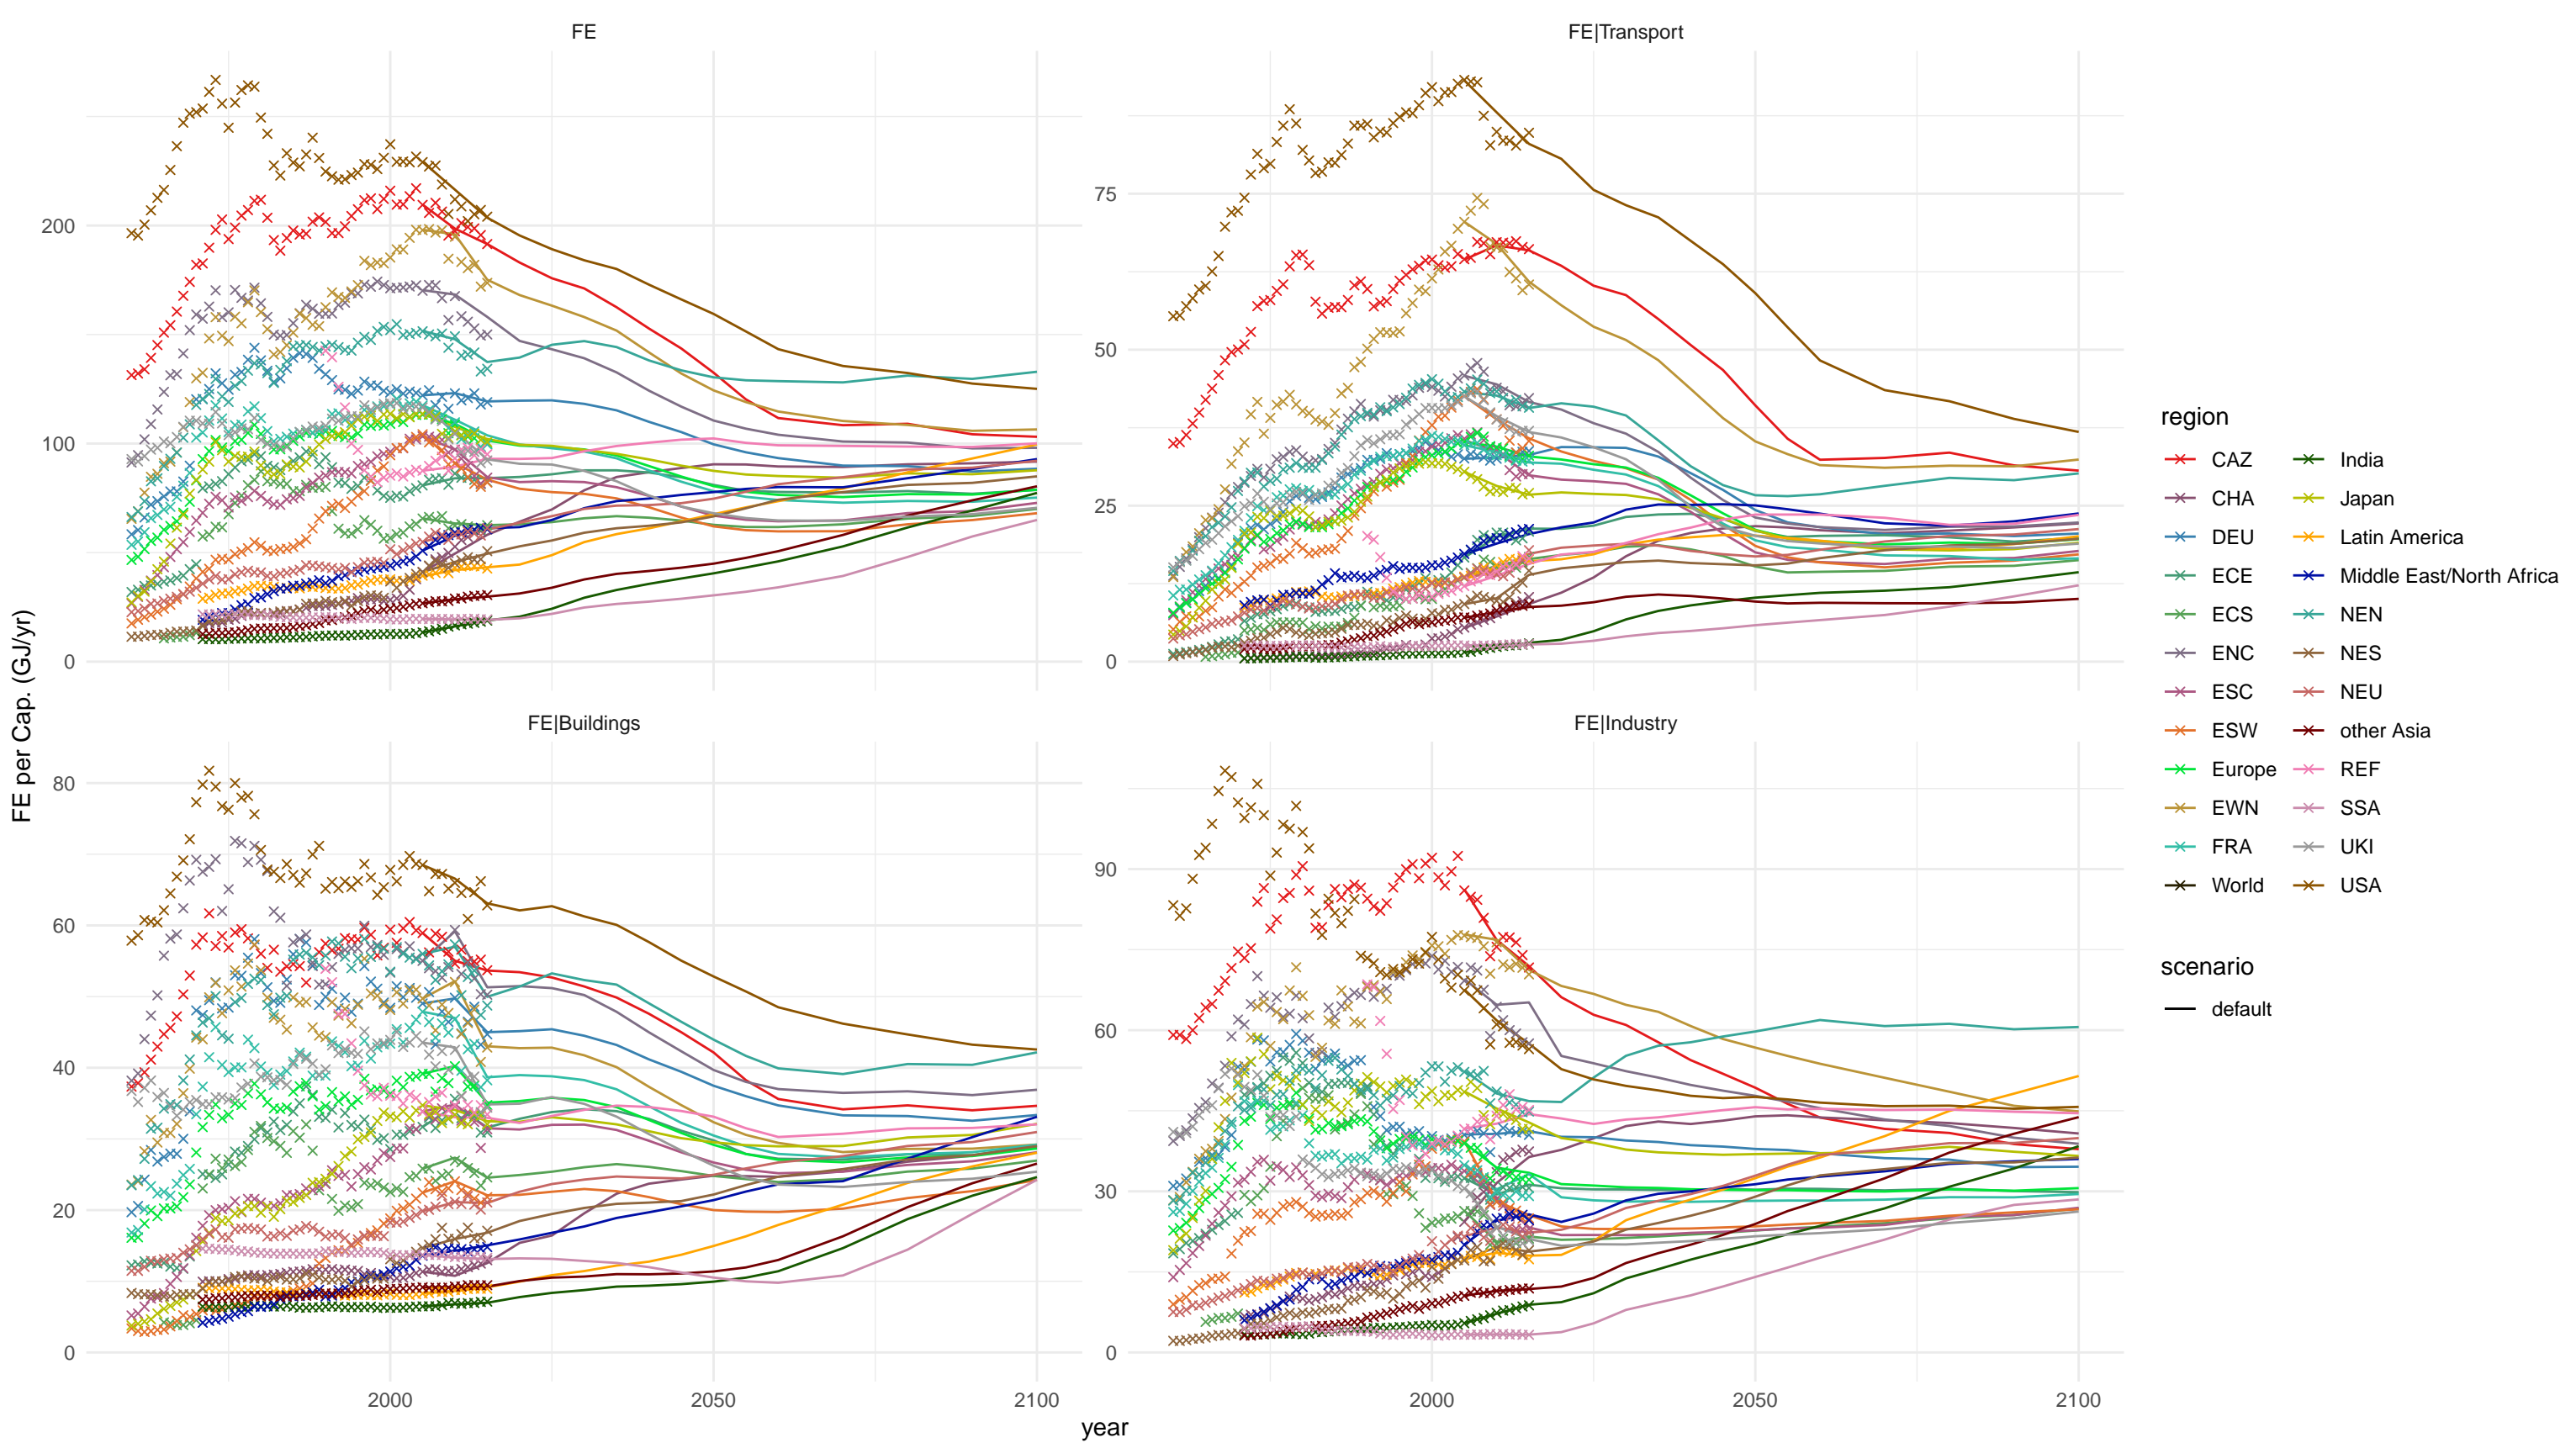 FE
FE|Transport
200
100
0
75
50
25
0
FE|Buildings
FE|Industry
80
60
40
20
0
90
60
30
0
2000
2050
2100
2000
2050
2100
year
FE per Cap. (GJ/yr)
region
CAZ
CHA
DEU
ECE
ECS
ENC
ESC
ESW
Europe
EWN
FRA
World
India
Japan
Latin America
Middle East/North Africa
NEN
NES
NEU
other Asia
REF
SSA
UKI
USA
scenario
default